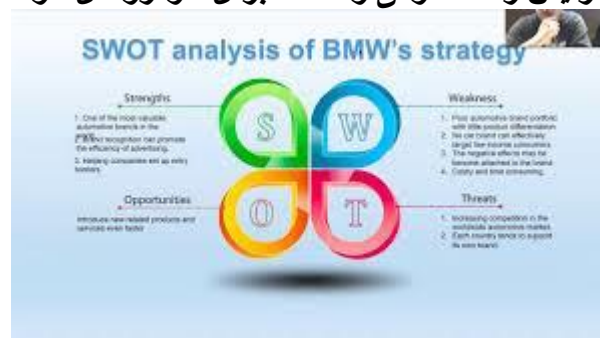 SWOT analysis of BMW's strategy
Strengths
1. One of the most valuable
automotive brands in the
world
2. Brand recognition can promote
the efficiency of advertising.
3. Helping companies set up entry
barriers.
Weakness
1. Poor automotive brand portfolio
with little product differentiation
2. No car brand can effectively
target low-income consumers
3. The negative effects may be
become attached to the brand
4. Costly and time consuming.
S
W
O
T
Opportunities
Introduce new related products and
services even faster
Threats
1. Increasing competition in the
worldwide automotive market.
2. Each country tends to support
its own brand